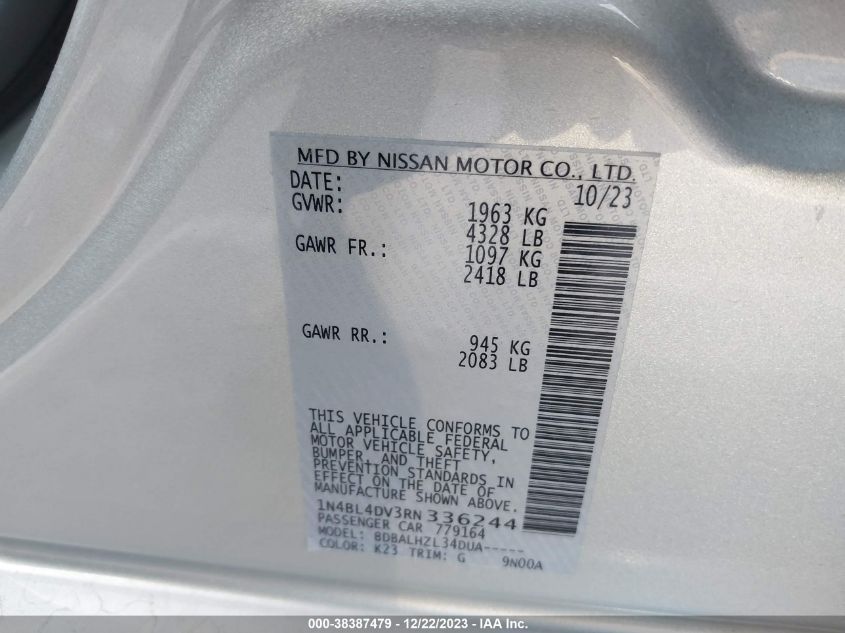 MFD BY NISSAN MOTOR CO., LTD.
DATE: 10/23
GVWR: 1963 KG
4328 LB
GAWR FR.: 1097 KG
2418 LB
GAWR RR.: 945 KG
2083 LB
THIS VEHICLE CONFORMS TO
ALL APPLICABLE FEDERAL
MOTOR VEHICLE SAFETY,
BUMPER, AND THEFT
PREVENTION STANDARDS IN
EFFECT ON THE DATE OF
MANUFACTURE SHOWN ABOVE.
1N4BL4DV3RN336244
PASSENGER CAR 779164
MODEL: BDBALHZL34DUA-----
COLOR: K23 TRIM: G 9N00A
000-38387479 - 12/22/2023 - IAA Inc.